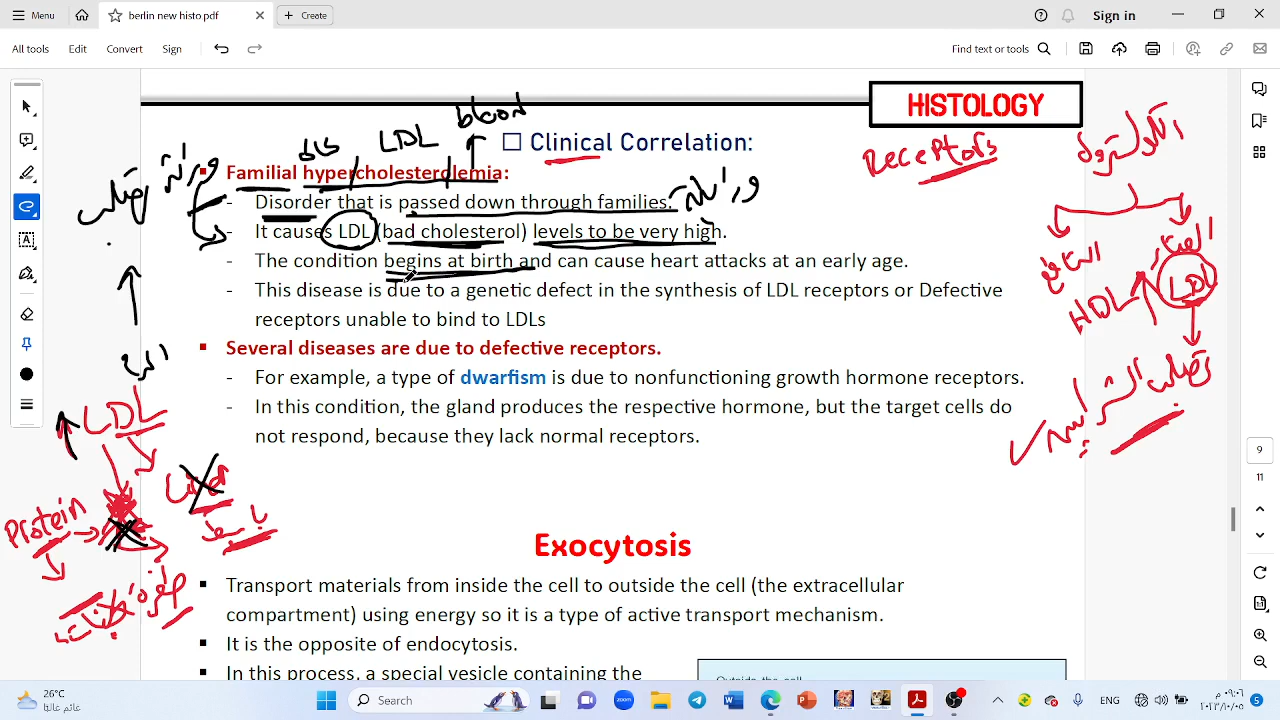 Menu
berlin new histo pdf
Create
Sign in
All tools
Edit
Convert
Sign
Find text or tools
HISTOLOGY
Receptors
blood
LDL
Clinical Correlation:
Familial hypercholesterolemia:
- Disorder that is passed down through families.
- It causes LDL (bad cholesterol) levels to be very high.
- The condition begins at birth and can cause heart attacks at an early age.
- This disease is due to a genetic defect in the synthesis of LDL receptors or Defective
receptors unable to bind to LDLs
Several diseases are due to defective receptors.
- For example, a type of dwarfism is due to nonfunctioning growth hormone receptors.
- In this condition, the gland produces the respective hormone, but the target cells do
not respond, because they lack normal receptors.
LDL
HDL
LDL
Liver
Protein
Exocytosis
Transport materials from inside the cell to outside the cell (the extracellular
compartment) using energy so it is a type of active transport mechanism.
It is the opposite of endocytosis.
In this process, a special vesicle containing the
9
11
26°C
Search
ENG
5